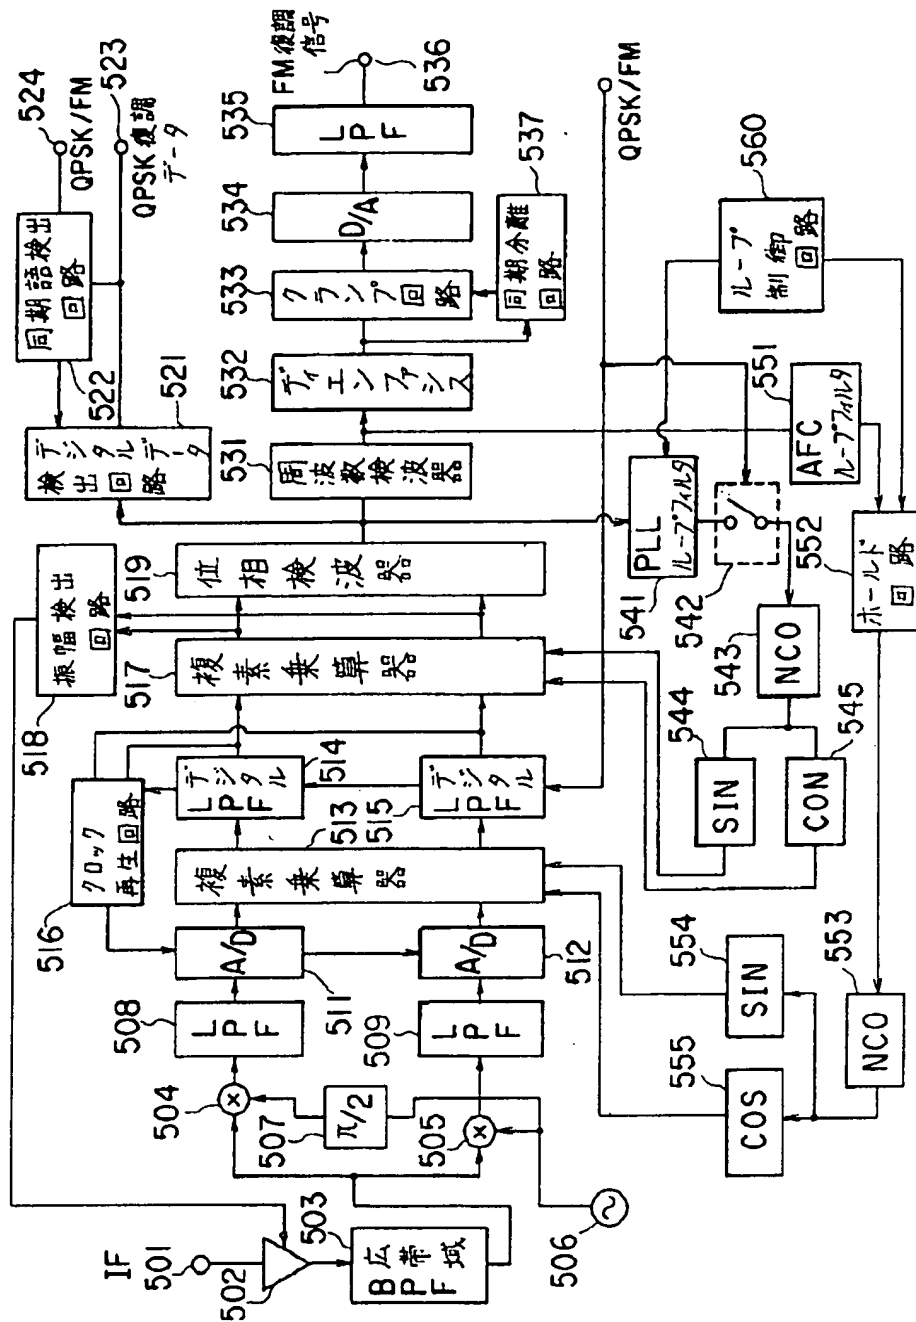 IF
501
502
503
広帯域
BPF
504
505
506
507
π/2
508
LPF
509
LPF
511
A/D
512
A/D
513
複素乗算器
514
デジタル
LPF
515
デジタル
LPF
516
クロック
再生回路
517
複素乗算器
518
振幅検出
回路
519
位相検波器
521
デジタルデータ
検出回路
522
同期語検出
回路
524
QPSK/FM
523
QPSK復調
データ
531
周波数検波器
532
ディエンファシス
533
クランプ回路
534
D/A
535
LPF
FM復調
信号
536
537
同期分離
回路
QPSK/FM
541
PLL
ループフィルタ
542
543
NCO
544
SIN
545
CON
551
AFC
ループフィルタ
552
ホールド
回路
553
NCO
554
SIN
555
COS
560
ループ
制御
回路